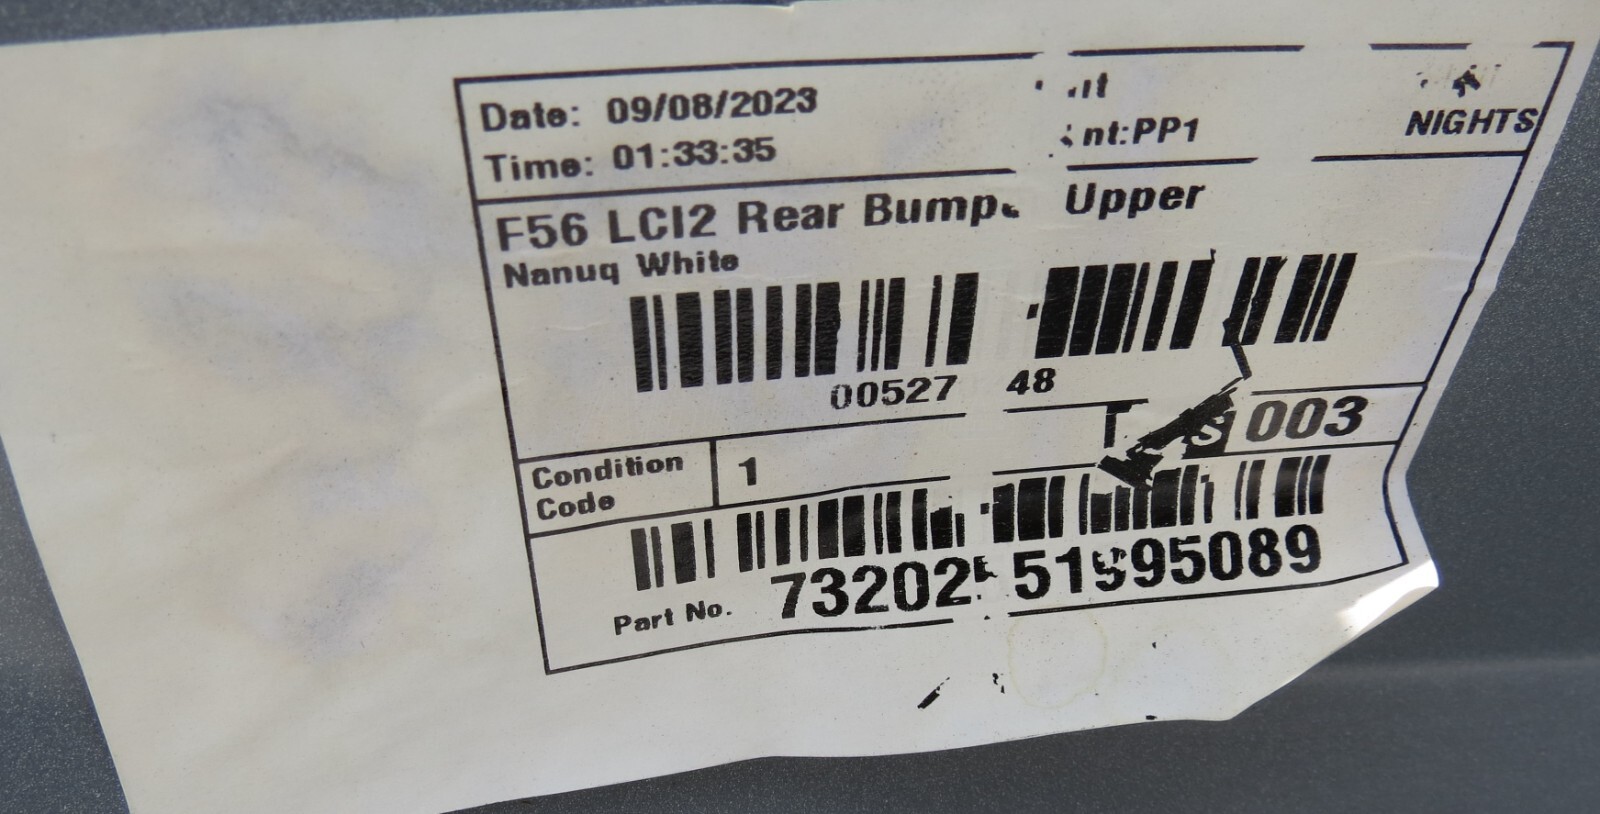 Date: 09/08/2023
Time: 01:33:35
nt:PP1
NIGHTS
F56 LCI2 Rear Upper
Nanuq White
00527 48
Condition
Code
1
003
Part No.